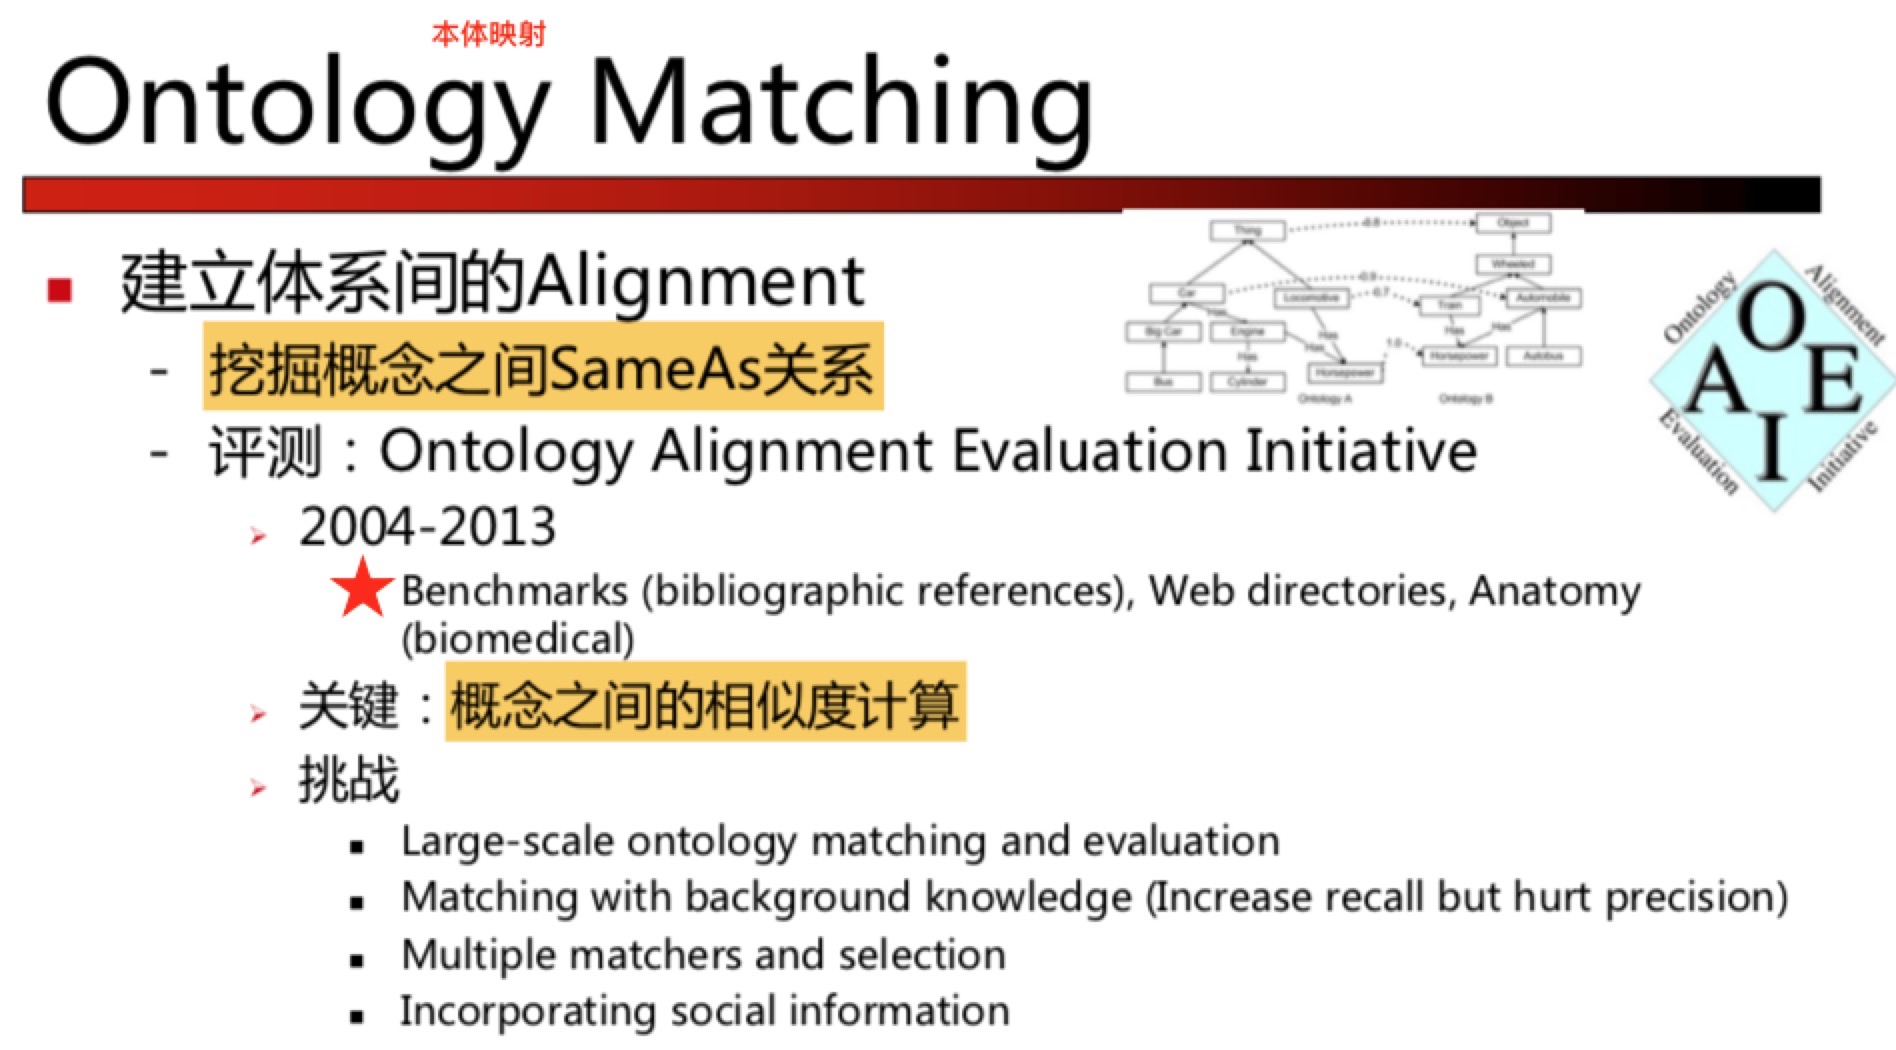 本体映射
Ontology Matching
建立体系间的Alignment
- 挖掘概念之间SameAs关系
- 评测：Ontology Alignment Evaluation Initiative
2004-2013
Benchmarks (bibliographic references), Web directories, Anatomy
(biomedical)
关键：概念之间的相似度计算
挑战
Large-scale ontology matching and evaluation
Matching with background knowledge (Increase recall but hurt precision)
Multiple matchers and selection
Incorporating social information
Thing
0.8
Object
Wheeled
Car
0.9
Locomotive
0.7
Train
Automobile
Has
Big Car
Engine
Has
Has
Has
Has
Has
1.0
Horsepower
Horsepower
Autobus
Bus
Cylinder
Ontology A
Ontology B
Ontology
Alignment
O
A E
I
Evaluation
Initiative